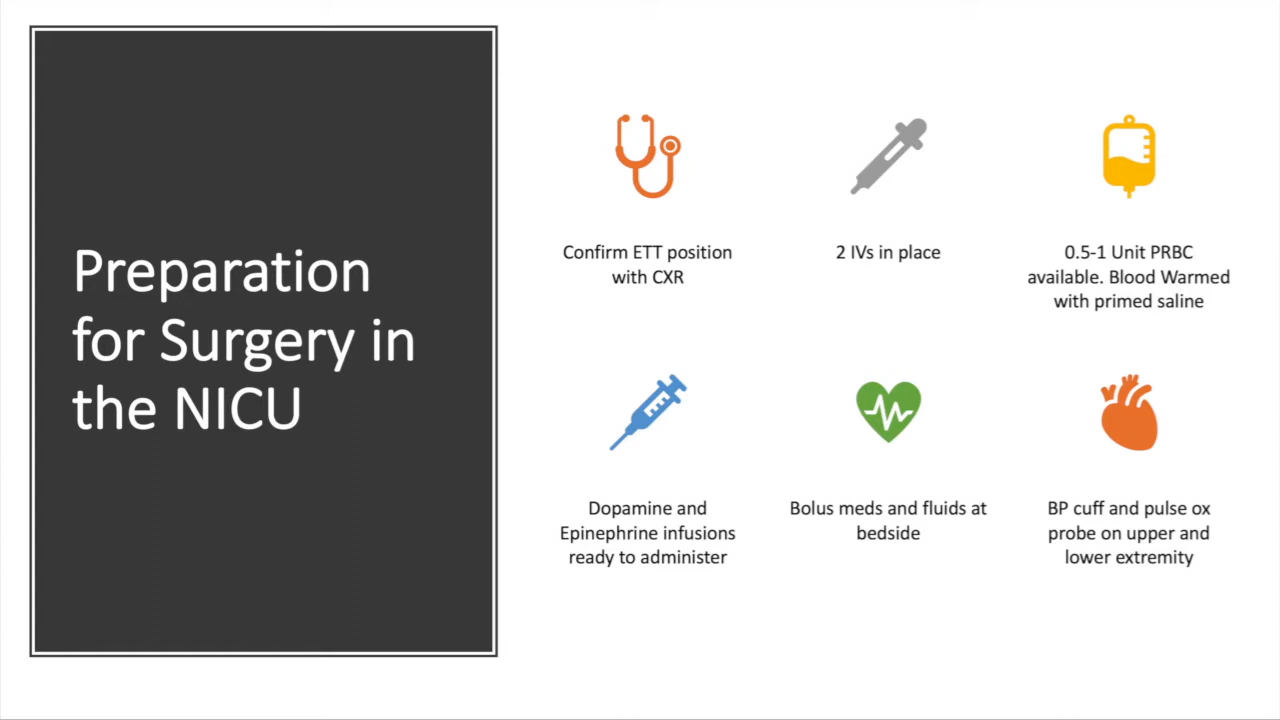 Preparation
for Surgery in
the NICU
Confirm ETT position
with CXR
2 IVs in place
0.5-1 Unit PRBC
available. Blood Warmed
with primed saline
Dopamine and
Epinephrine infusions
ready to administer
Bolus meds and fluids at
bedside
BP cuff and pulse ox
probe on upper and
lower extremity